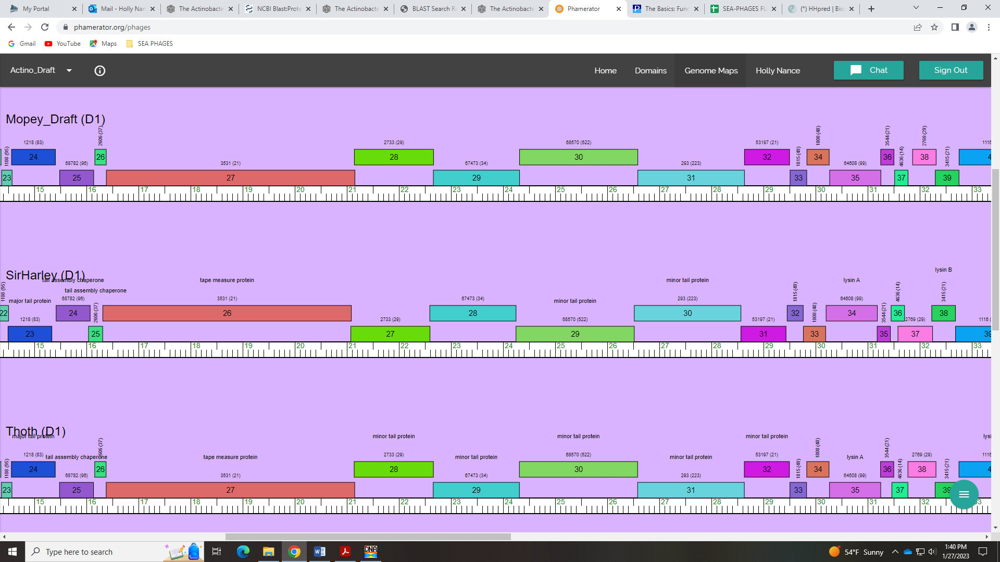 My Portal
Mail - Holly Nan
The Actinobacte
NCBI Blast:Prote
The Actinobacte
BLAST Search Re
The Actinobacte
Phamerator
The Basics: Func
SEA-PHAGES FU
(*) HHpred | Bio
phamerator.org/phages
Gmail
YouTube
Maps
SEA PHAGES
Actino_Draft
Home
Domains
Genome Maps
Holly Nance
Chat
Sign Out
Mopey_Draft (D1)
1108 (95) 1218 (83) 68782 (96) 2606 (37) 3531 (21) 2733 (29) 67473 (34) 68570 (522) 293 (223) 53197 (21) 1815 (49) 1808 (48) 64608 (99) 3544 (21) 4636 (14) 2769 (29) 3415 (21) 1116
23 24 25 26 27 28 29 30 31 32 33 34 35 36 37 38 39 4
15 16 17 18 19 20 21 22 23 24 25 26 27 28 29 30 31 32 33
SirHarley (D1)
major tail protein
tail assembly chaperone
tail assembly chaperone
tape measure protein
minor tail protein
minor tail protein
lysin A
lysin B
1108 (95) 1218 (83) 68782 (96) 2606 (37) 3531 (21) 2733 (29) 67473 (34) 68570 (522) 293 (223) 53197 (21) 1815 (49) 1808 (48) 64608 (99) 3544 (21) 4636 (14) 2769 (29) 3415 (21) 1116 (
22 23 24 25 26 27 28 29 30 31 32 33 34 35 36 37 38 39
15 16 17 18 19 20 21 22 23 24 25 26 27 28 29 30 31 32 33
Thoth (D1)
major tail protein
tail assembly chaperone
tape measure protein
minor tail protein
minor tail protein
minor tail protein
minor tail protein
minor tail protein
lysin A
lysi
1108 (95) 1218 (83) 68782 (96) 2606 (37) 3531 (21) 2733 (29) 67473 (34) 68570 (522) 293 (223) 53197 (21) 1815 (49) 1808 (48) 64608 (99) 3544 (21) 4636 (14) 2769 (29) 3415 (21) 1116
23 24 25 26 27 28 29 30 31 32 33 34 35 36 37 38 39 4
15 16 17 18 19 20 21 22 23 24 25 26 27 28 29 30 31 32 33
Type here to search
DNA
54°F Sunny
1:40 PM
1/27/2023